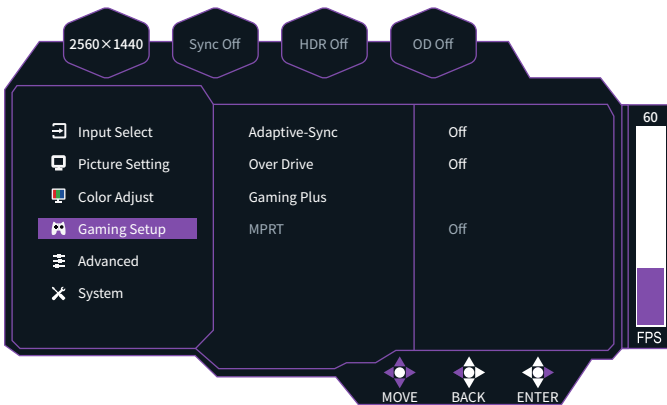 2560×1440
Sync Off
HDR Off
OD Off
60
Input Select
Adaptive-Sync
Off
Picture Setting
Over Drive
Off
Color Adjust
Gaming Plus
Gaming Setup
MPRT
Off
Advanced
System
FPS
MOVE
BACK
ENTER